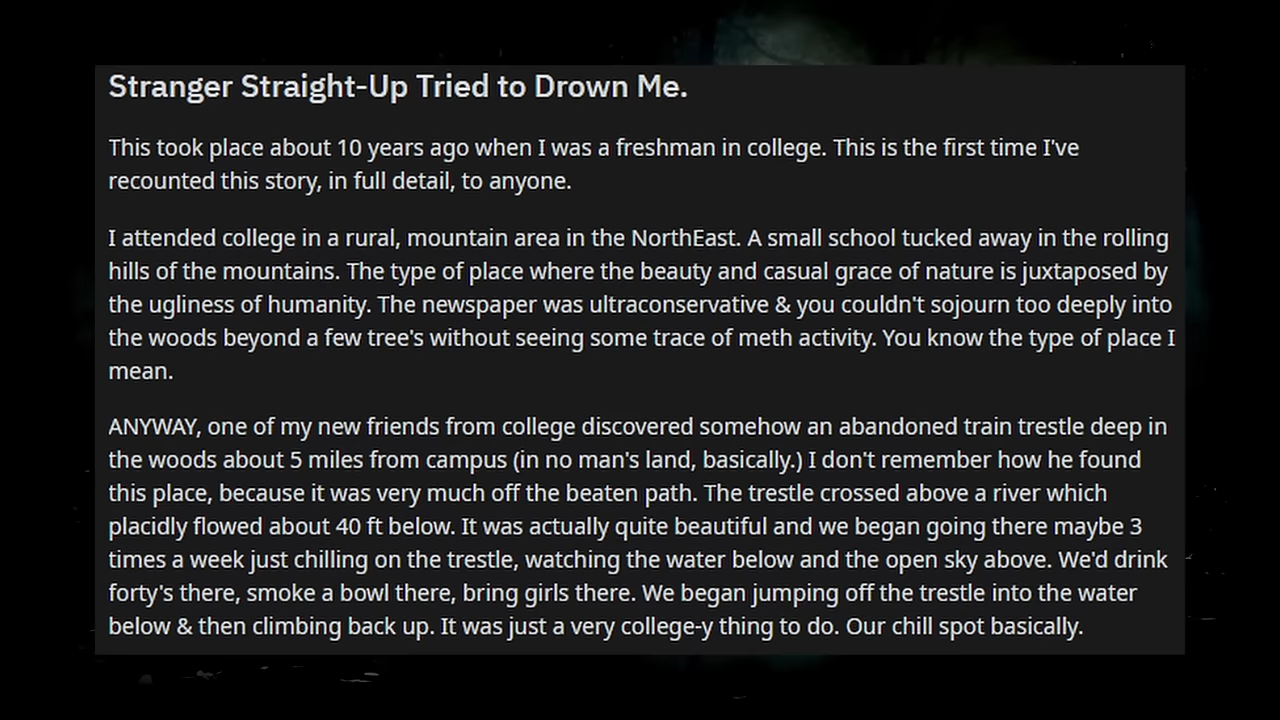 Stranger Straight-Up Tried to Drown Me.
This took place about 10 years ago when I was a freshman in college. This is the first time I've
recounted this story, in full detail, to anyone.
I attended college in a rural, mountain area in the NorthEast. A small school tucked away in the rolling
hills of the mountains. The type of place where the beauty and casual grace of nature is juxtaposed by
the ugliness of humanity. The newspaper was ultraconservative & you couldn't sojourn too deeply into
the woods beyond a few tree's without seeing some trace of meth activity. You know the type of place I
mean.
ANYWAY, one of my new friends from college discovered somehow an abandoned train trestle deep in
the woods about 5 miles from campus (in no man's land, basically.) I don't remember how he found
this place, because it was very much off the beaten path. The trestle crossed above a river which
placidly flowed about 40 ft below. It was actually quite beautiful and we began going there maybe 3
times a week just chilling on the trestle, watching the water below and the open sky above. We'd drink
forty's there, smoke a bowl there, bring girls there. We began jumping off the trestle into the water
below & then climbing back up. It was just a very college-y thing to do. Our chill spot basically.